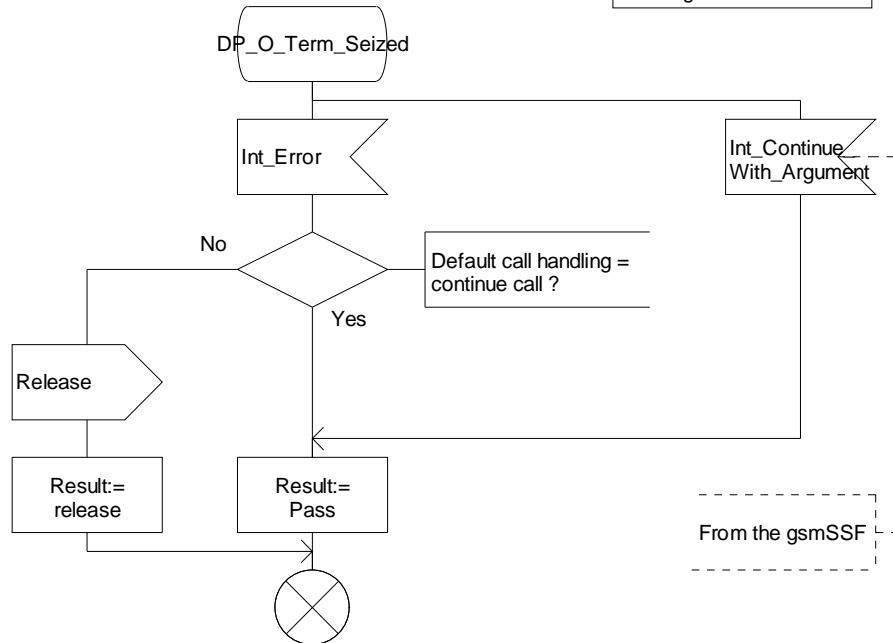 DP_O_Term_Seized
Int_Error
Int_Continue_
With_Argument
No
Default call handling =
continue call ?
Yes
Release
Result:=
release
Result:=
Pass
From the gsmSSF